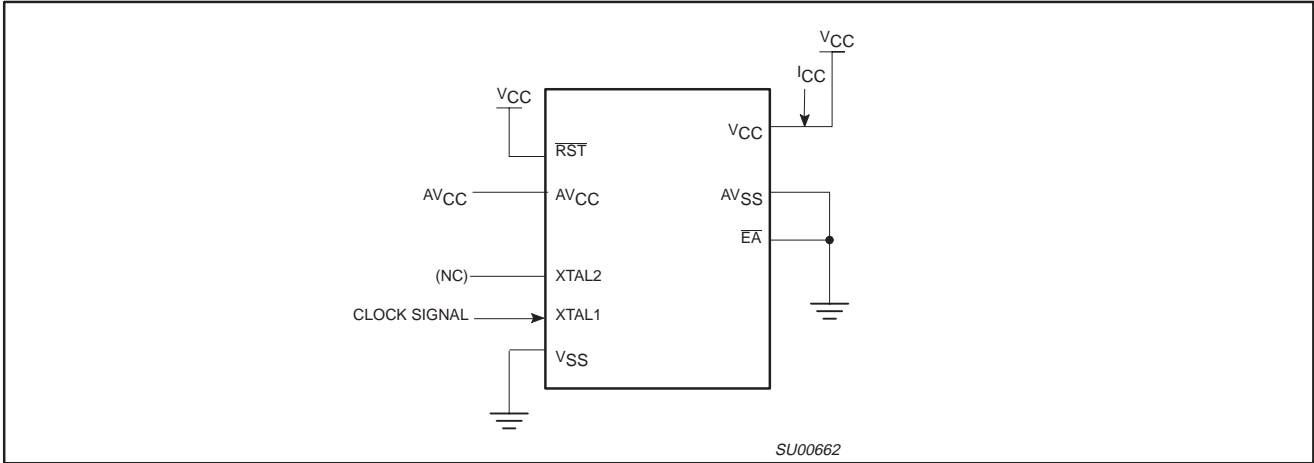 VCC
ICC
VCC
VCC
RST
AVCC
AVCC
AVSS
EA
(NC)
XTAL2
CLOCK SIGNAL
XTAL1
VSS
SU00662